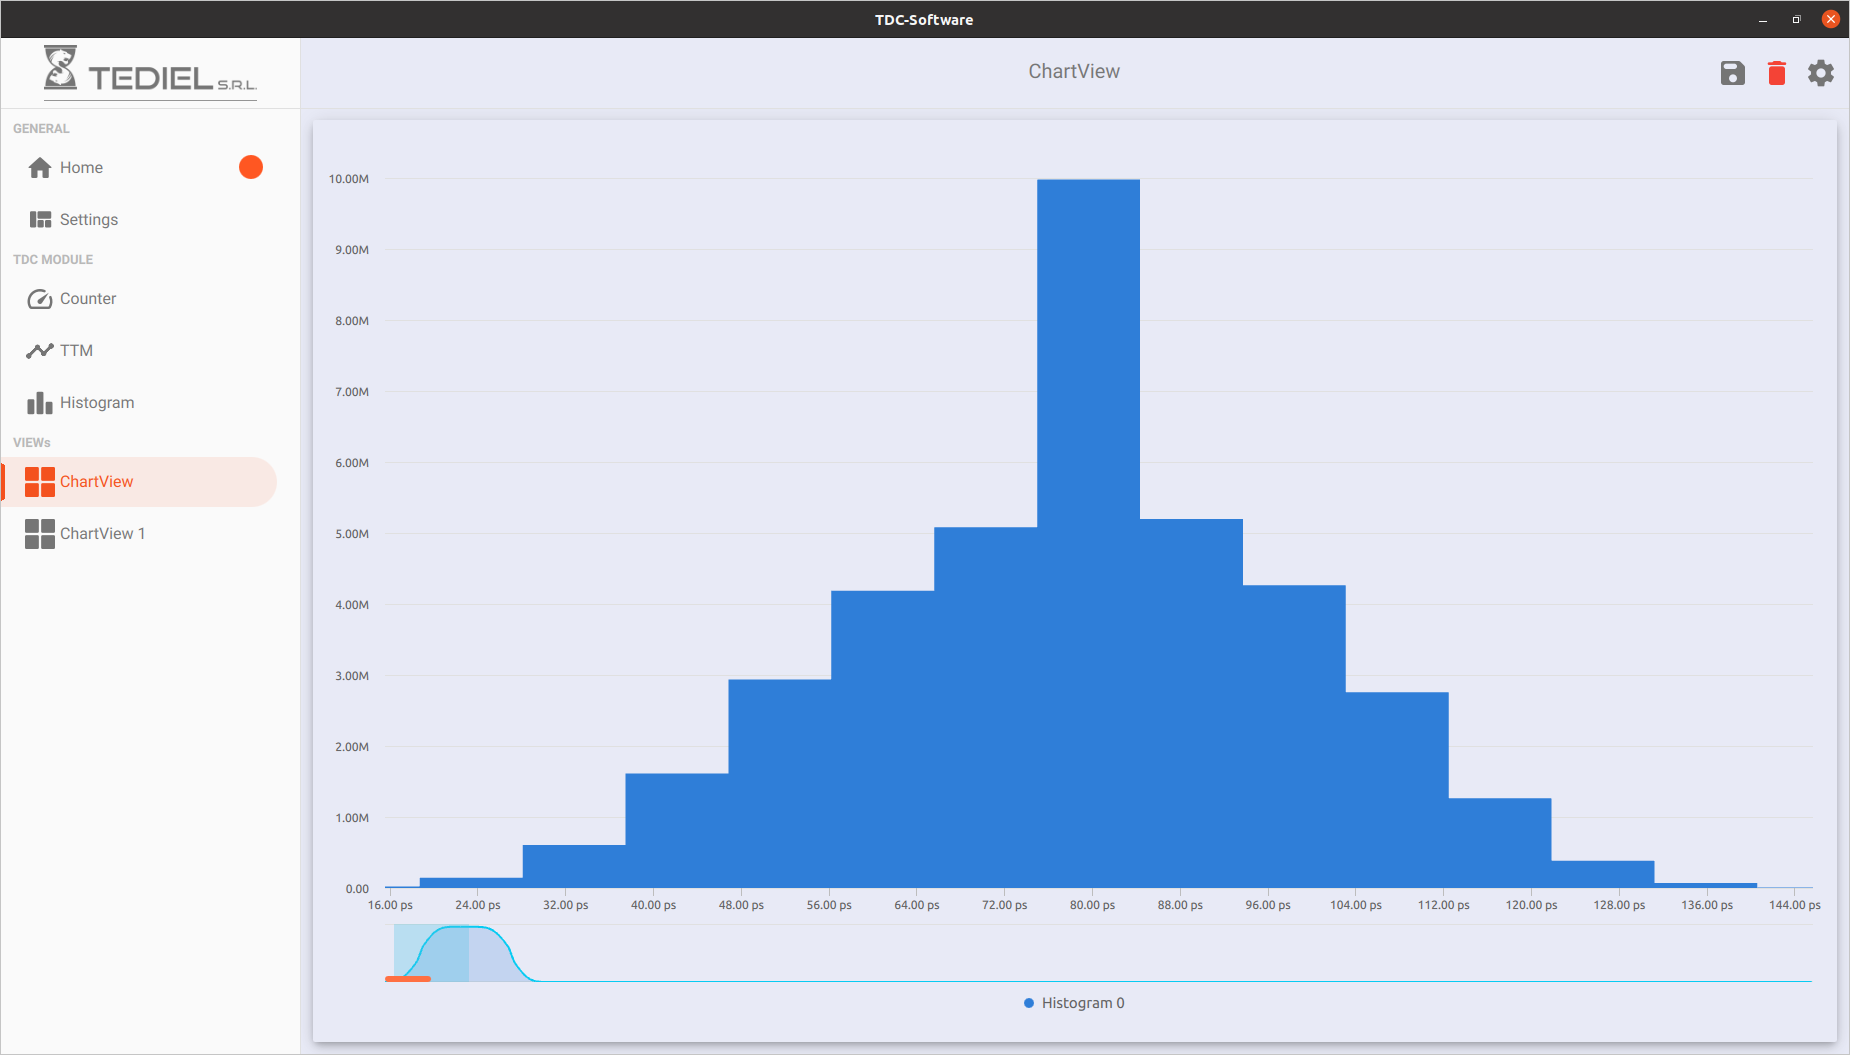 TDC-Software
TEDIEL S.R.L.
ChartView
GENERAL
Home
Settings
TDC MODULE
Counter
TTM
Histogram
VIEWs
ChartView
ChartView 1
10.00M
9.00M
8.00M
7.00M
6.00M
5.00M
4.00M
3.00M
2.00M
1.00M
0.00
16.00 ps 24.00 ps 32.00 ps 40.00 ps 48.00 ps 56.00 ps 64.00 ps 72.00 ps 80.00 ps 88.00 ps 96.00 ps 104.00 ps 112.00 ps 120.00 ps 128.00 ps 136.00 ps 144.00 ps
Histogram 0